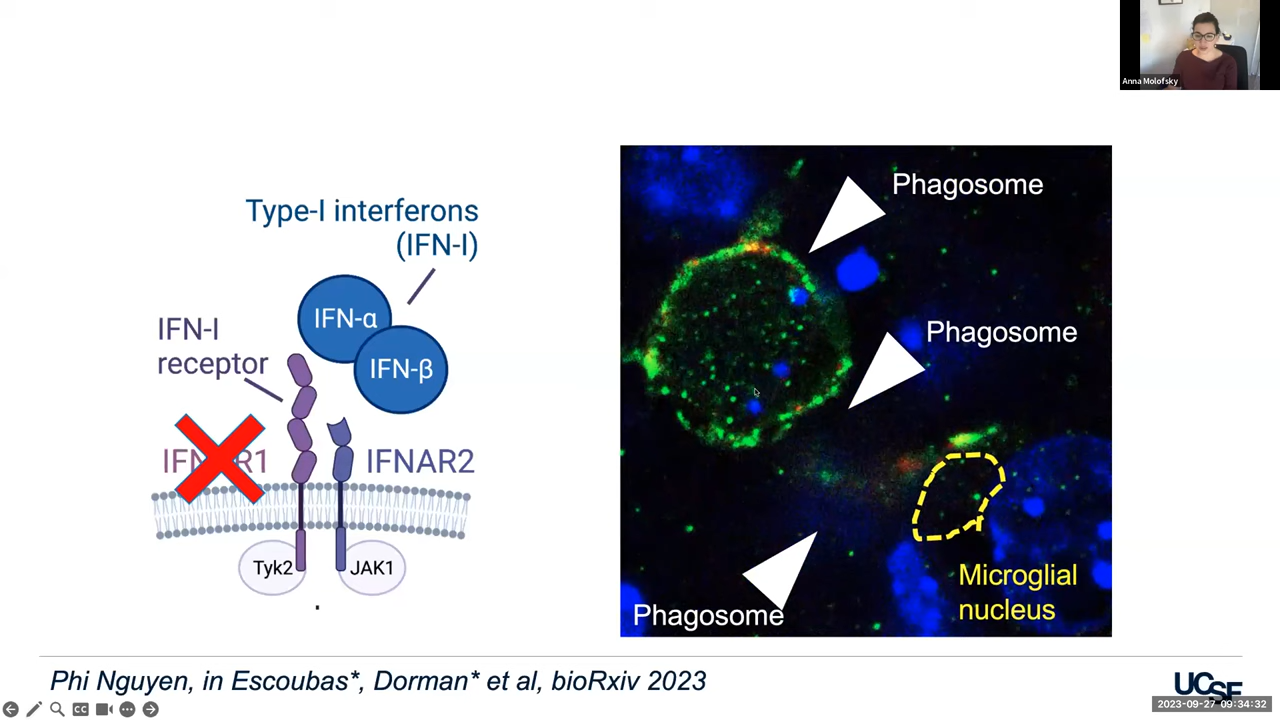 Anna Molofsky
Type-I interferons
(IFN-I)
IFN-α
IFN-β
IFN-I
receptor
IFNAR2
Tyk2
JAK1
Phagosome
Phagosome
Phagosome
Microglial
nucleus
Phi Nguyen, in Escoubas*, Dorman* et al, bioRxiv 2023
UCSF
CC
2023-09-27 09:34:32